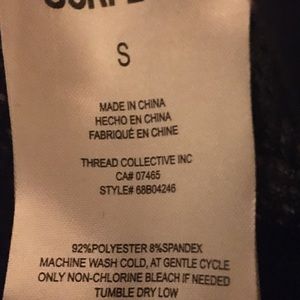 S
MADE IN CHINA
HECHO EN CHINA
FABRIQUÉ EN CHINE
THREAD COLLECTIVE INC
CA# 07465
STYLE# 68B04246
92%POLYESTER 8%SPANDEX
MACHINE WASH COLD, AT GENTLE CYCLE
ONLY NON-CHLORINE BLEACH IF NEEDED
TUMBLE DRY LOW